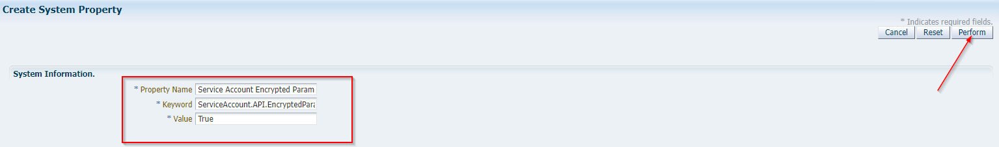 Create System Property
* Indicates required fields.
Cancel Reset Perform
System Information.
* Property Name Service Account Encrypted Param
* Keyword ServiceAccount.API.EncryptedPara
* Value True